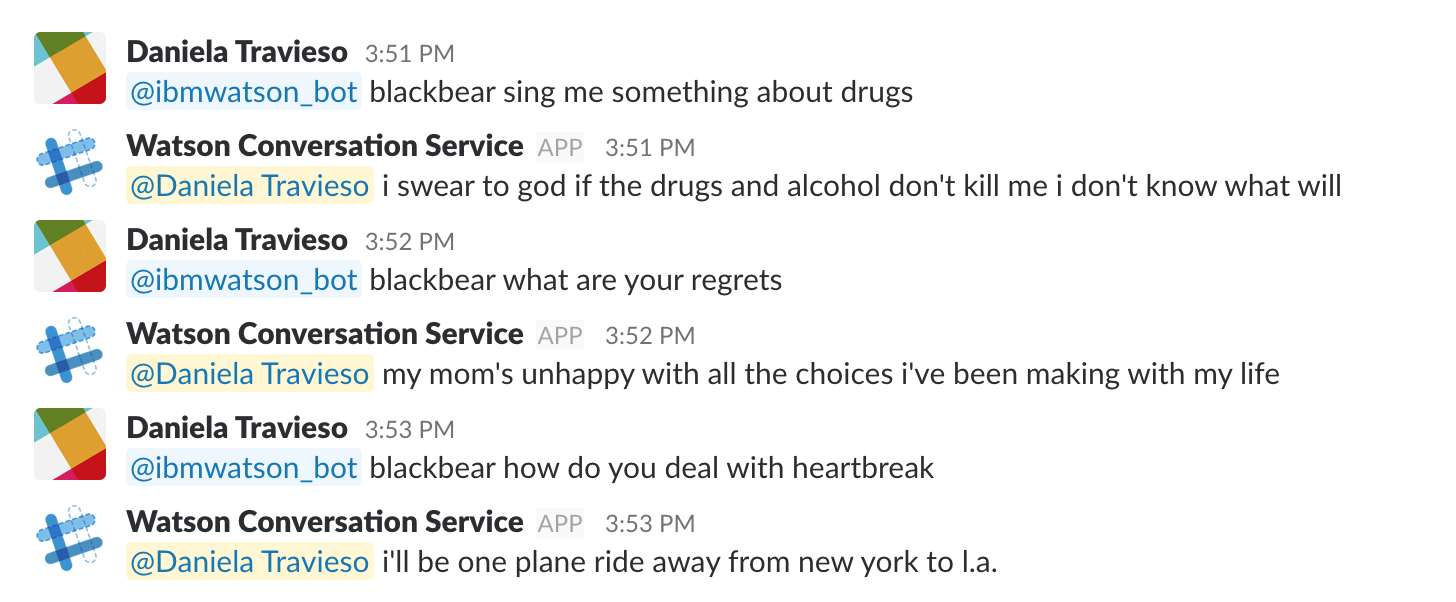 Daniela Travieso 3:51 PM
@ibmwatson_bot blackbear sing me something about drugs
Watson Conversation Service APP 3:51 PM
@Daniela Travieso i swear to god if the drugs and alcohol don't kill me i don't know what will
Daniela Travieso 3:52 PM
@ibmwatson_bot blackbear what are your regrets
Watson Conversation Service APP 3:52 PM
@Daniela Travieso my mom's unhappy with all the choices i've been making with my life
Daniela Travieso 3:53 PM
@ibmwatson_bot blackbear how do you deal with heartbreak
Watson Conversation Service APP 3:53 PM
@Daniela Travieso i'll be one plane ride away from new york to l.a.